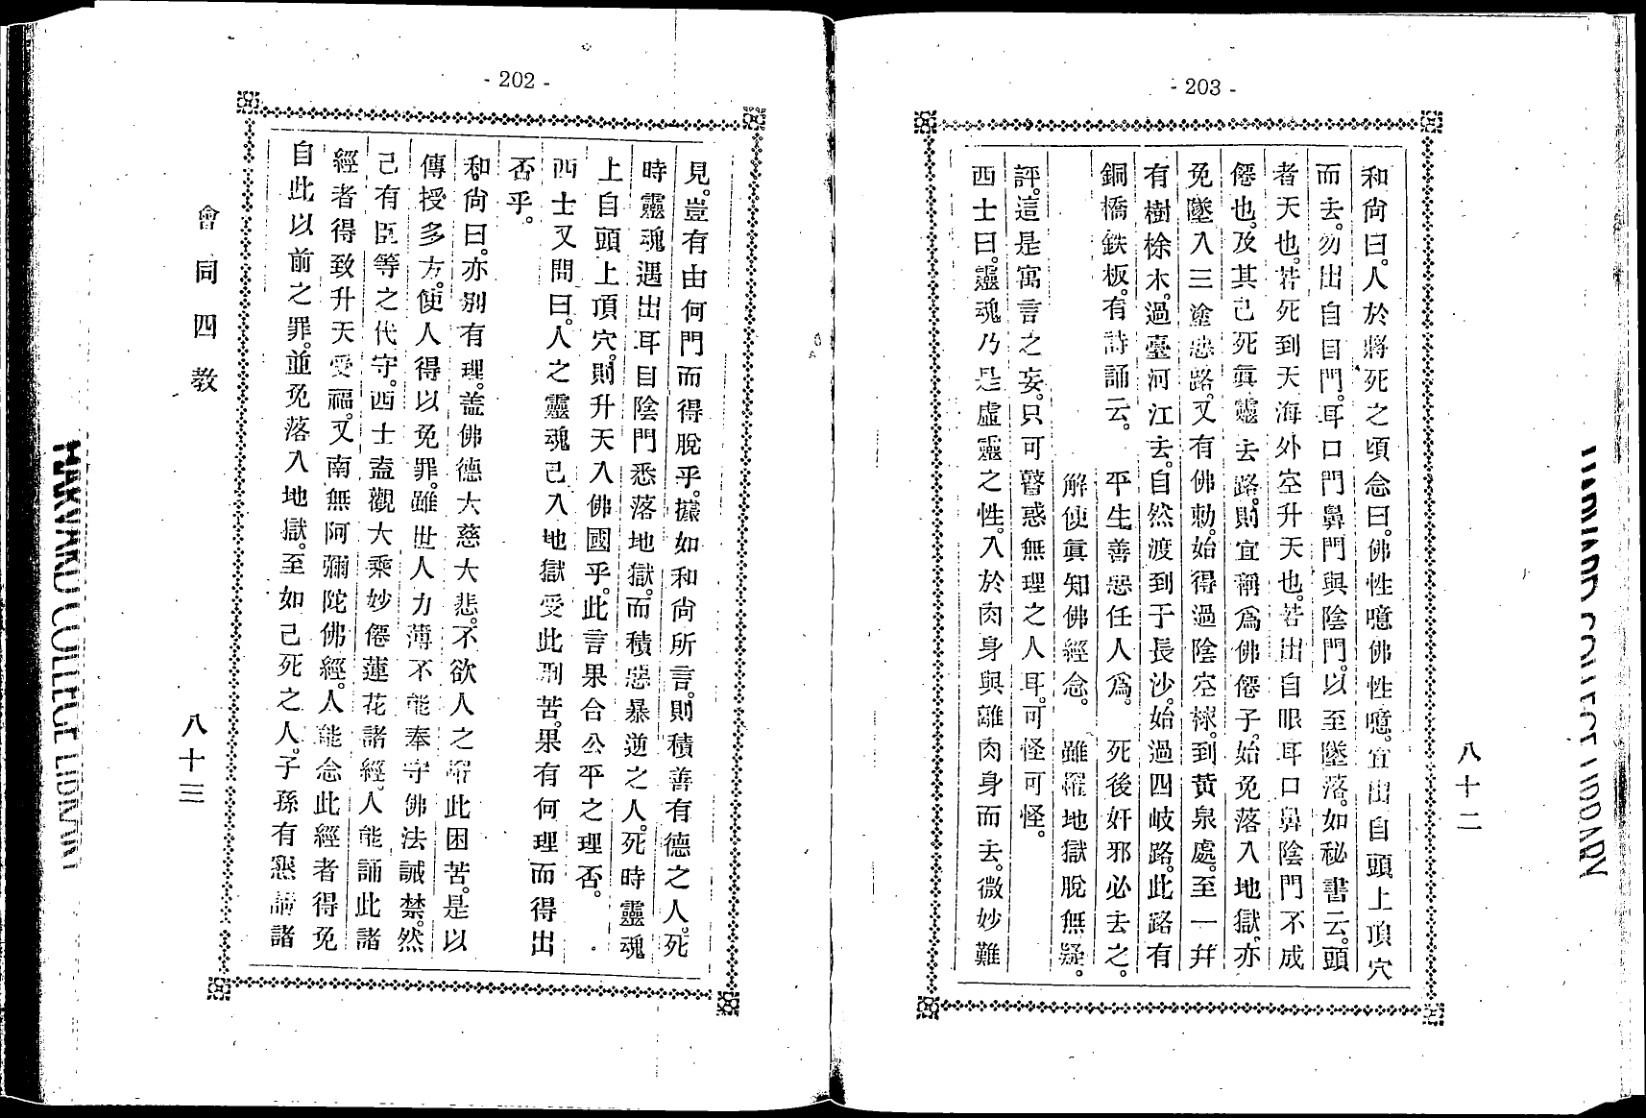 - 203 -
八十二
和尙曰。人於將死之頃念曰。佛性噫佛性噫。宜出自頭上項穴
而去。勿出自目門。耳口門鼻門與陰門。以至墜落。如秘書云。頭
者天也。若死到天海外空升天也。若出自眼耳口鼻陰門不成
僊也。及其已死眞靈去路。則宜稱爲佛僊子。始免落入地獄。亦
免墜入三塗惡路。又有佛勅。始得過陰空。到黃泉處。至一幷
有樹徐木。過臺河江去。自然渡到于長沙。始過四岐路。此路有
銅橋鉄板。有詩誦云。 平生善惡任人爲。 死後奸邪必去之。
解使眞知佛經念。 雖羅地獄脫無疑。
評。這是寓言之妄。只可瞽惑無理之人耳。可怪可怪。
西士曰。靈魂乃是虛靈之性。入於肉身與離肉身而去。微妙難
- 202 -
見。豈有由何門而得脫乎。據如和尙所言。則積善有德之人。死
時靈魂遇出耳目陰門悉落地獄。而積惡暴逆之人。死時靈魂
上自頭上頂穴。則升天入佛國乎。此言果合公平之理否。
西士又問曰。人之靈魂已入地獄受此刑苦。果有何理而得出
否乎。
和尙曰。亦別有理。盖佛德大慈大悲。不欲人之罹此困苦。是以
傳授多方。使人得以免罪。雖世人力薄不能奉守佛法誡禁。然
己有臣等之代守。西士盍觀大乘妙僊蓮花諸經。人能誦此諸
經者得致升天受福。又南無阿彌陀佛經。人能念此經者得免
自此以前之罪。並免落入地獄。至如已死之人。子孫有懇請諸
會同四敎
八十三
HARVARD COLLEGE LIBRARY
HARVARD COLLEGE LIBRARY